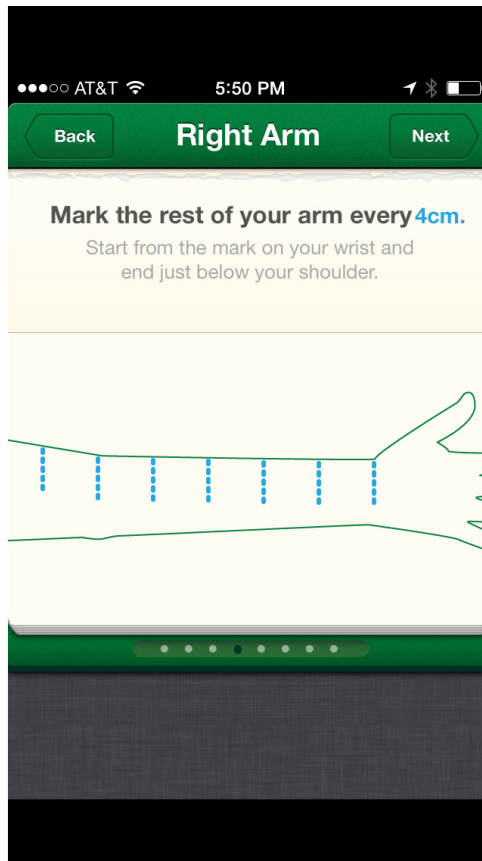 AT&T 5:50 PM
Back Right Arm Next
Mark the rest of your arm every 4cm.
Start from the mark on your wrist and
end just below your shoulder.